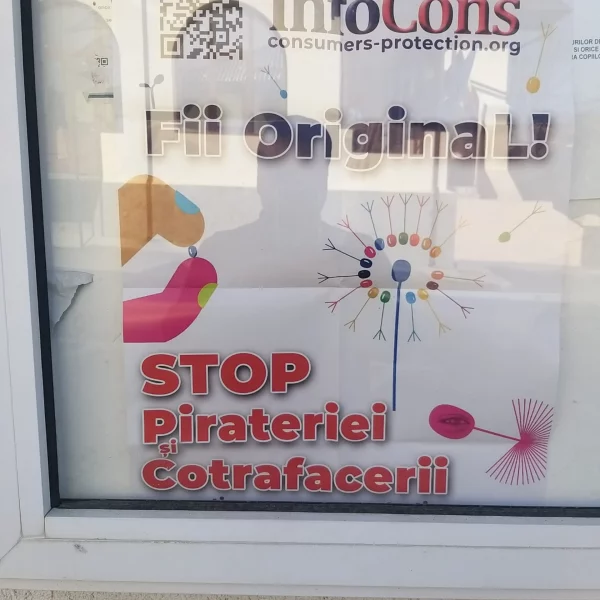 InfoCons
consumers-protection.org
Fii OriginaL!
STOP
Pirateriei
și
Cotrafacerii